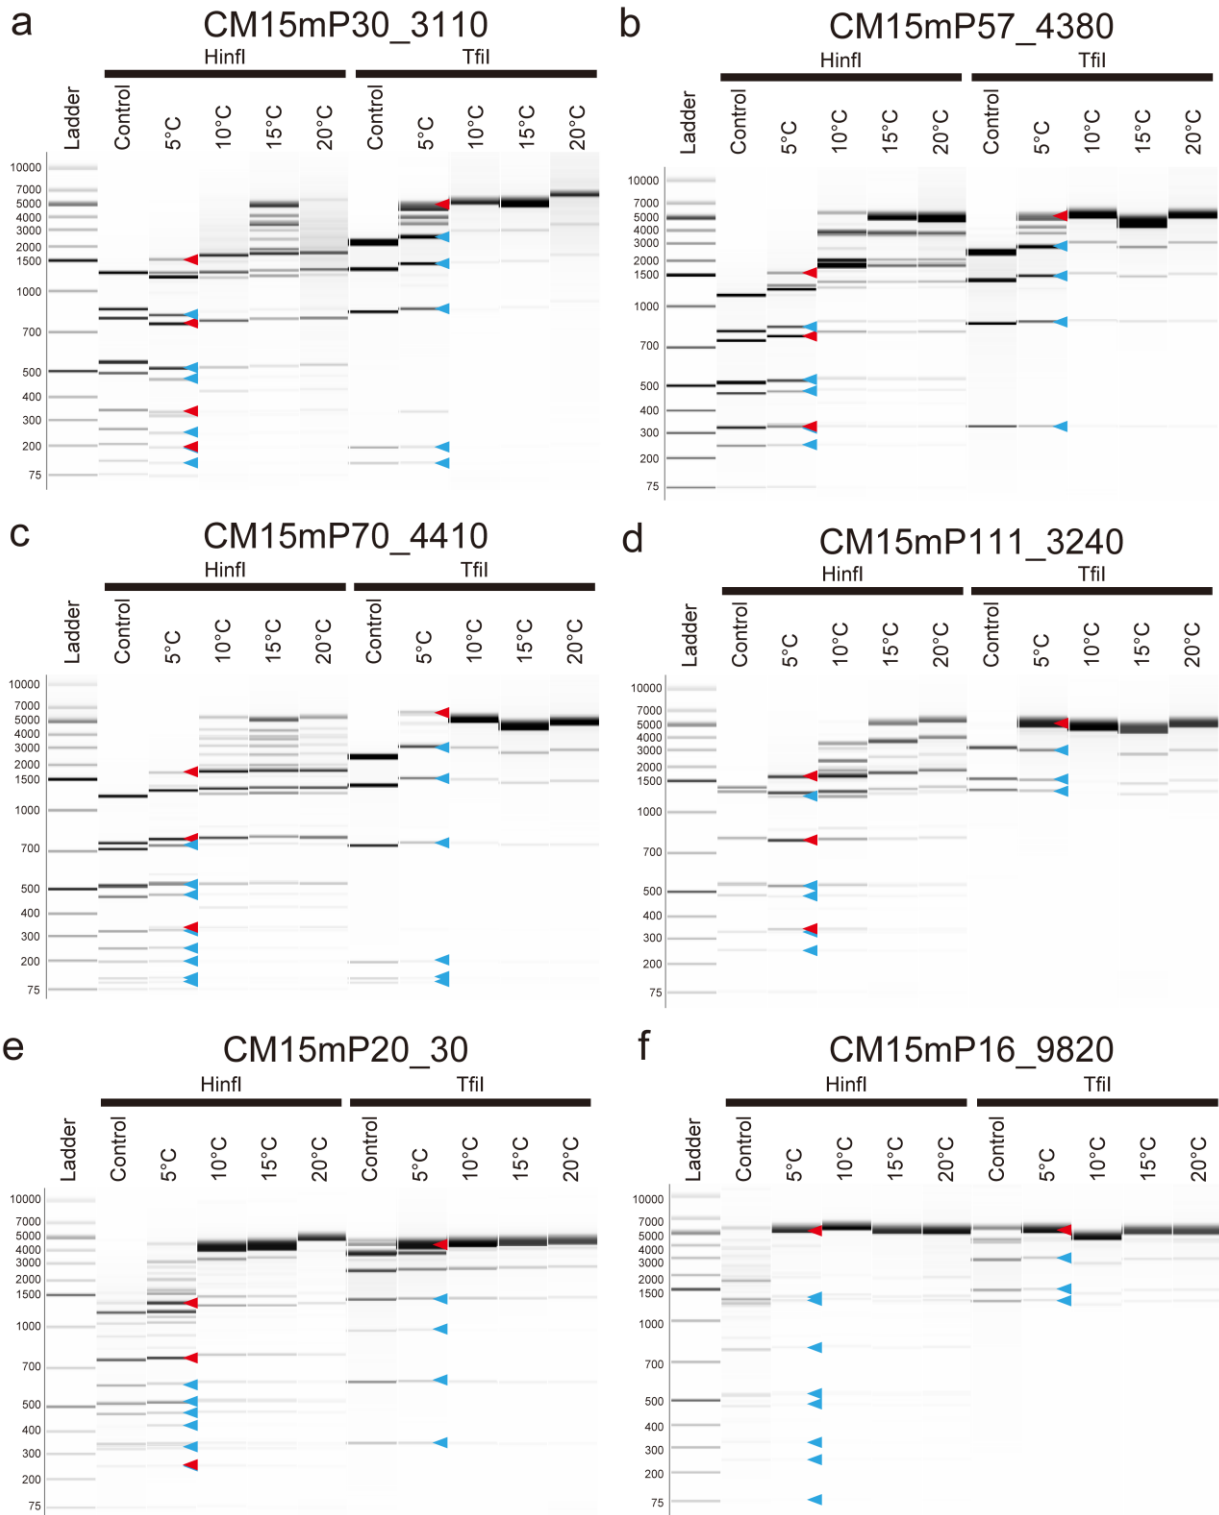 a
CM15mP30_3110
HinfI
TfiI
Ladder
Control
5°C
10°C
15°C
20°C
Control
5°C
10°C
15°C
20°C
10000
7000
5000
4000
3000
2000
1500
1000
700
500
400
300
200
75
b
CM15mP57_4380
HinfI
TfiI
Ladder
Control
5°C
10°C
15°C
20°C
Control
5°C
10°C
15°C
20°C
10000
7000
5000
4000
3000
2000
1500
1000
700
500
400
300
200
75
c
CM15mP70_4410
HinfI
TfiI
Ladder
Control
5°C
10°C
15°C
20°C
Control
5°C
10°C
15°C
20°C
10000
7000
5000
4000
3000
2000
1500
1000
700
500
400
300
200
75
d
CM15mP111_3240
HinfI
TfiI
Ladder
Control
5°C
10°C
15°C
20°C
Control
5°C
10°C
15°C
20°C
10000
7000
5000
4000
3000
2000
1500
1000
700
500
400
300
200
75
e
CM15mP20_30
HinfI
TfiI
Ladder
Control
5°C
10°C
15°C
20°C
Control
5°C
10°C
15°C
20°C
10000
7000
5000
4000
3000
2000
1500
1000
700
500
400
300
200
75
f
CM15mP16_9820
HinfI
TfiI
Ladder
Control
5°C
10°C
15°C
20°C
Control
5°C
10°C
15°C
20°C
10000
7000
5000
4000
3000
2000
1500
1000
700
500
400
300
200
75